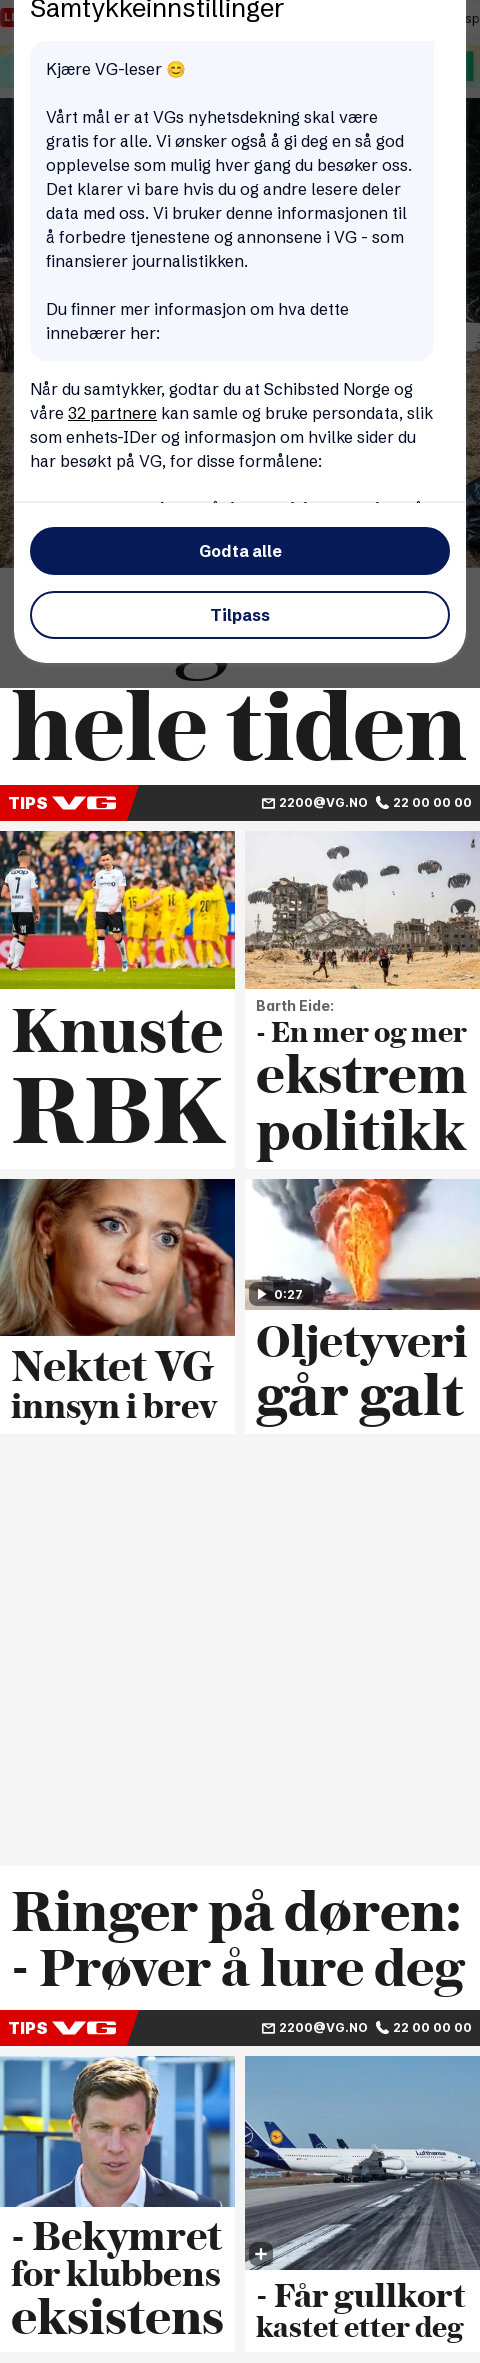 Samtykkeinnstillinger
Kjære VG-leser 😊
Vårt mål er at VGs nyhetsdekning skal være
gratis for alle. Vi ønsker også å gi deg en så god
opplevelse som mulig hver gang du besøker oss.
Det klarer vi bare hvis du og andre lesere deler
data med oss. Vi bruker denne informasjonen til
å forbedre tjenestene og annonsene i VG - som
finansierer journalistikken.
Du finner mer informasjon om hva dette
innebærer her:
Når du samtykker, godtar du at Schibsted Norge og
våre 32 partnere kan samle og bruke persondata, slik
som enhets-IDer og informasjon om hvilke sider du
har besøkt på VG, for disse formålene:
Godta alle
Tilpass
hele tiden
TIPS VG 2200@VG.NO 22 00 00 00
Knuste
RBK
Barth Eide:
- En mer og mer
ekstrem
politikk
Nektet VG
innsyn i brev
0:27
Oljetyveri
går galt
Ringer på døren:
- Prøver å lure deg
TIPS VG 2200@VG.NO 22 00 00 00
- Bekymret
for klubbens
eksistens
Lufthansa
- Får gullkort
kastet etter deg